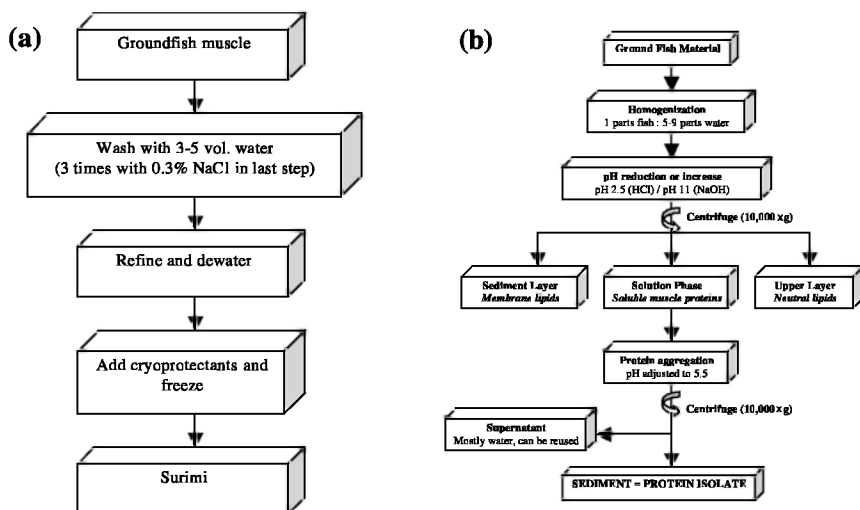 (a)
Groundfish muscle
Wash with 3-5 vol. water
(3 times with 0.3% NaCl in last step)
Refine and dewater
Add cryoprotectants and
freeze
Surimi
(b)
Ground Fish Material
Homogenization
1 parts fish : 5-9 parts water
pH reduction or increase
pH 2.5 (HCl) / pH 11 (NaOH)
Centrifuge (10,000 xg)
Sediment Layer
Membrane lipids
Solution Phase
Soluble muscle proteins
Upper Layer
Neutral lipids
Protein aggregation
pH adjusted to 5.5
Centrifuge (10,000 xg)
Supernatant
Mostly water, can be reused
SEDIMENT = PROTEIN ISOLATE